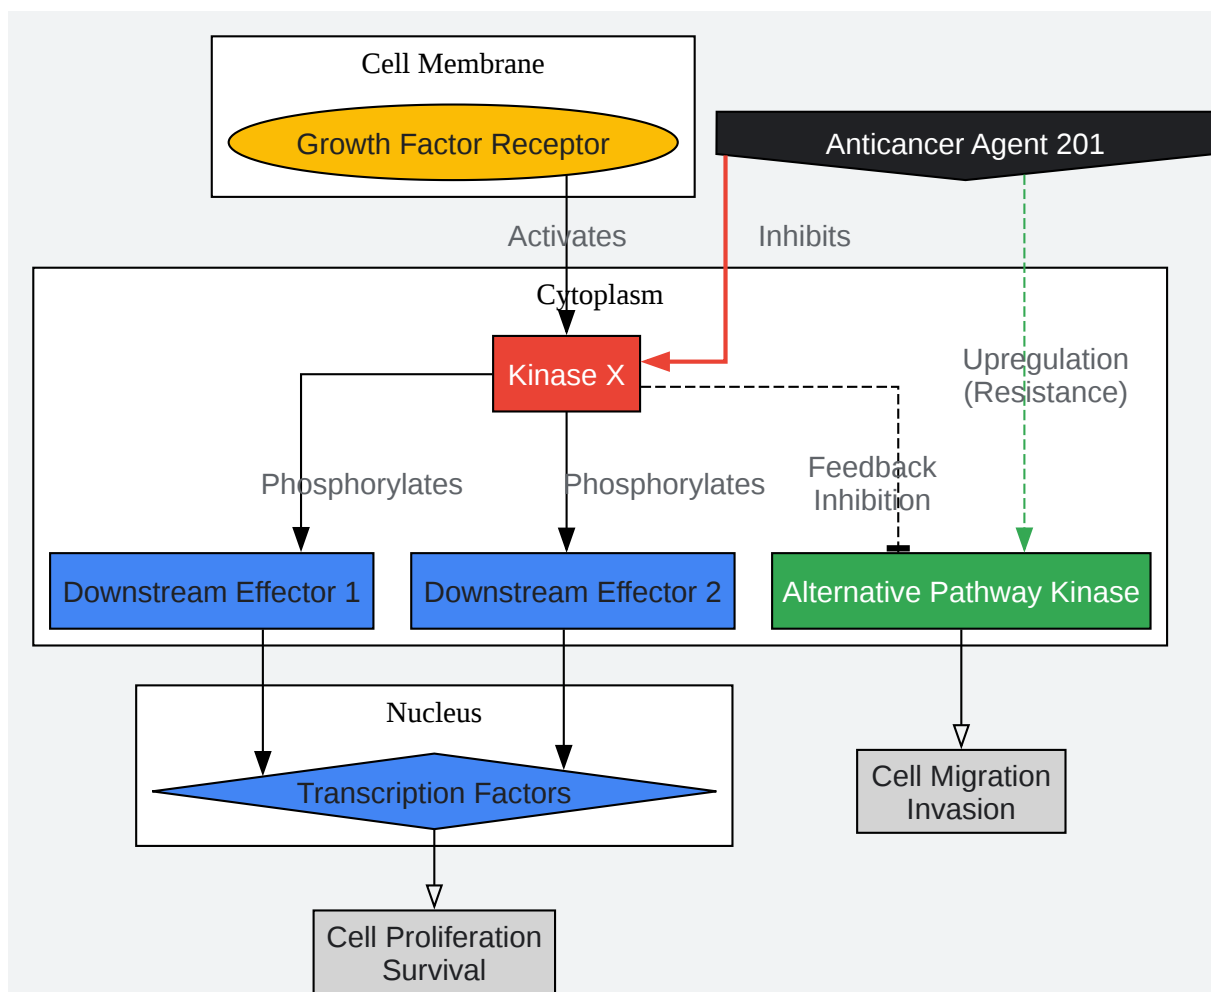 Cell Membrane
Growth Factor Receptor
Anticancer Agent 201
Activates
Inhibits
Cytoplasm
Kinase X
Upregulation
(Resistance)
Phosphorylates
Phosphorylates
Feedback
Inhibition
Downstream Effector 1
Downstream Effector 2
Alternative Pathway Kinase
Nucleus
Transcription Factors
Cell Migration
Invasion
Cell Proliferation
Survival